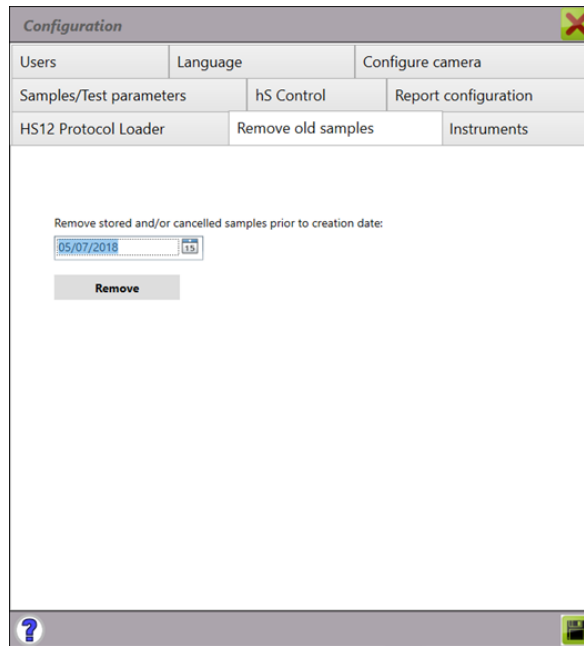 Configuration
Users Language Configure camera
Samples/Test parameters hS Control Report configuration
HS12 Protocol Loader Remove old samples Instruments
Remove stored and/or cancelled samples prior to creation date:
05/07/2018 15
Remove
?